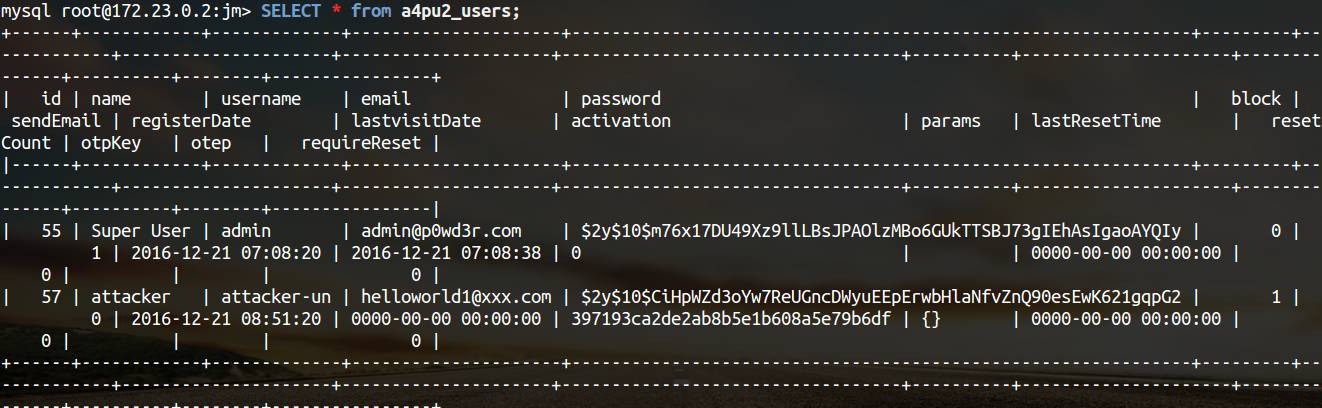 mysql root@172.23.0.2:jm> SELECT * from a4pu2_users;
| id | name | username | email | password | block |
sendEmail | registerDate | lastvisitDate | activation | params | lastResetTime | reset
Count | otpKey | otep | requireReset |
| 55 | Super User | admin | admin@p0wd3r.com | $2y$10$m76x17DU49Xz9llLBsJPAOlzMBo6GUkTTSBJ73gIEhAsIgaoAYQIy | 0 |
1 | 2016-12-21 07:08:20 | 2016-12-21 07:08:38 | 0 | | 0000-00-00 00:00:00 |
0 | | | 0 |
| 57 | attacker | attacker-un | helloworld1@xxx.com | $2y$10$CiHpWZd3oYw7ReUGncDWyuEEpErwbHlaNfvZnQ90esEwK621gqpG2 | 1 |
0 | 2016-12-21 08:51:20 | 0000-00-00 00:00:00 | 397193ca2de2ab8b5e1b608a5e79b6df | {} | 0000-00-00 00:00:00 |
0 | | | 0 |